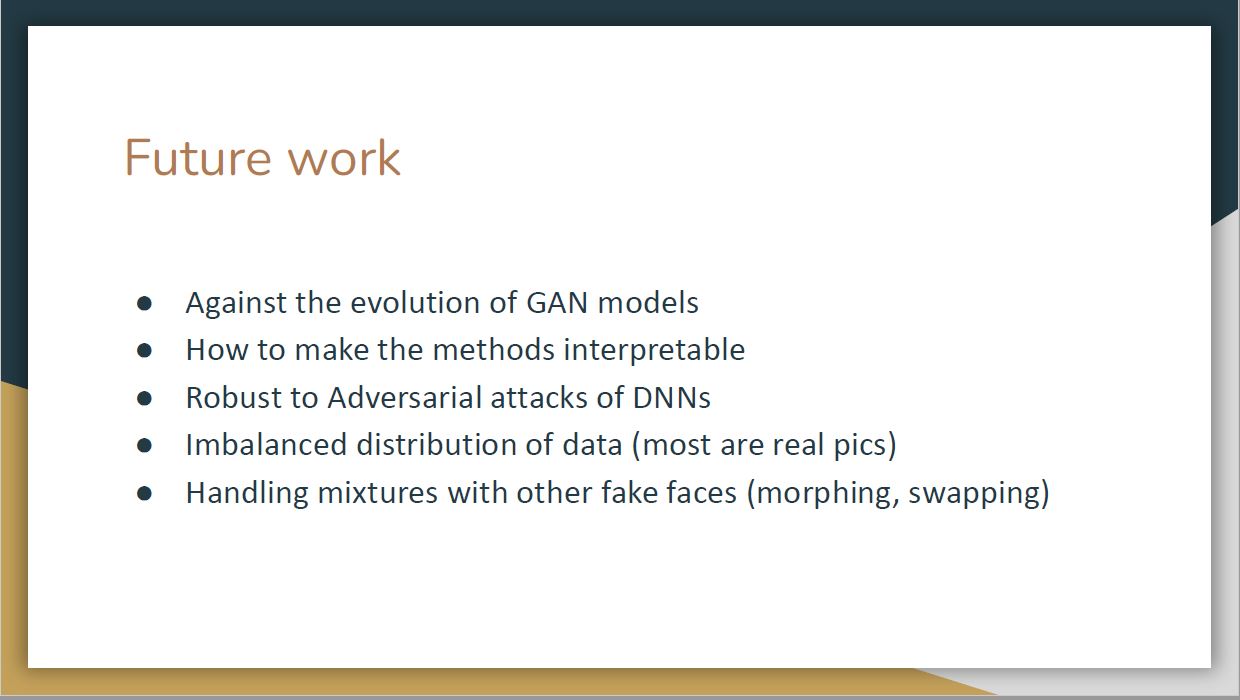 Future work
● Against the evolution of GAN models
● How to make the methods interpretable
● Robust to Adversarial attacks of DNNs
● Imbalanced distribution of data (most are real pics)
● Handling mixtures with other fake faces (morphing, swapping)